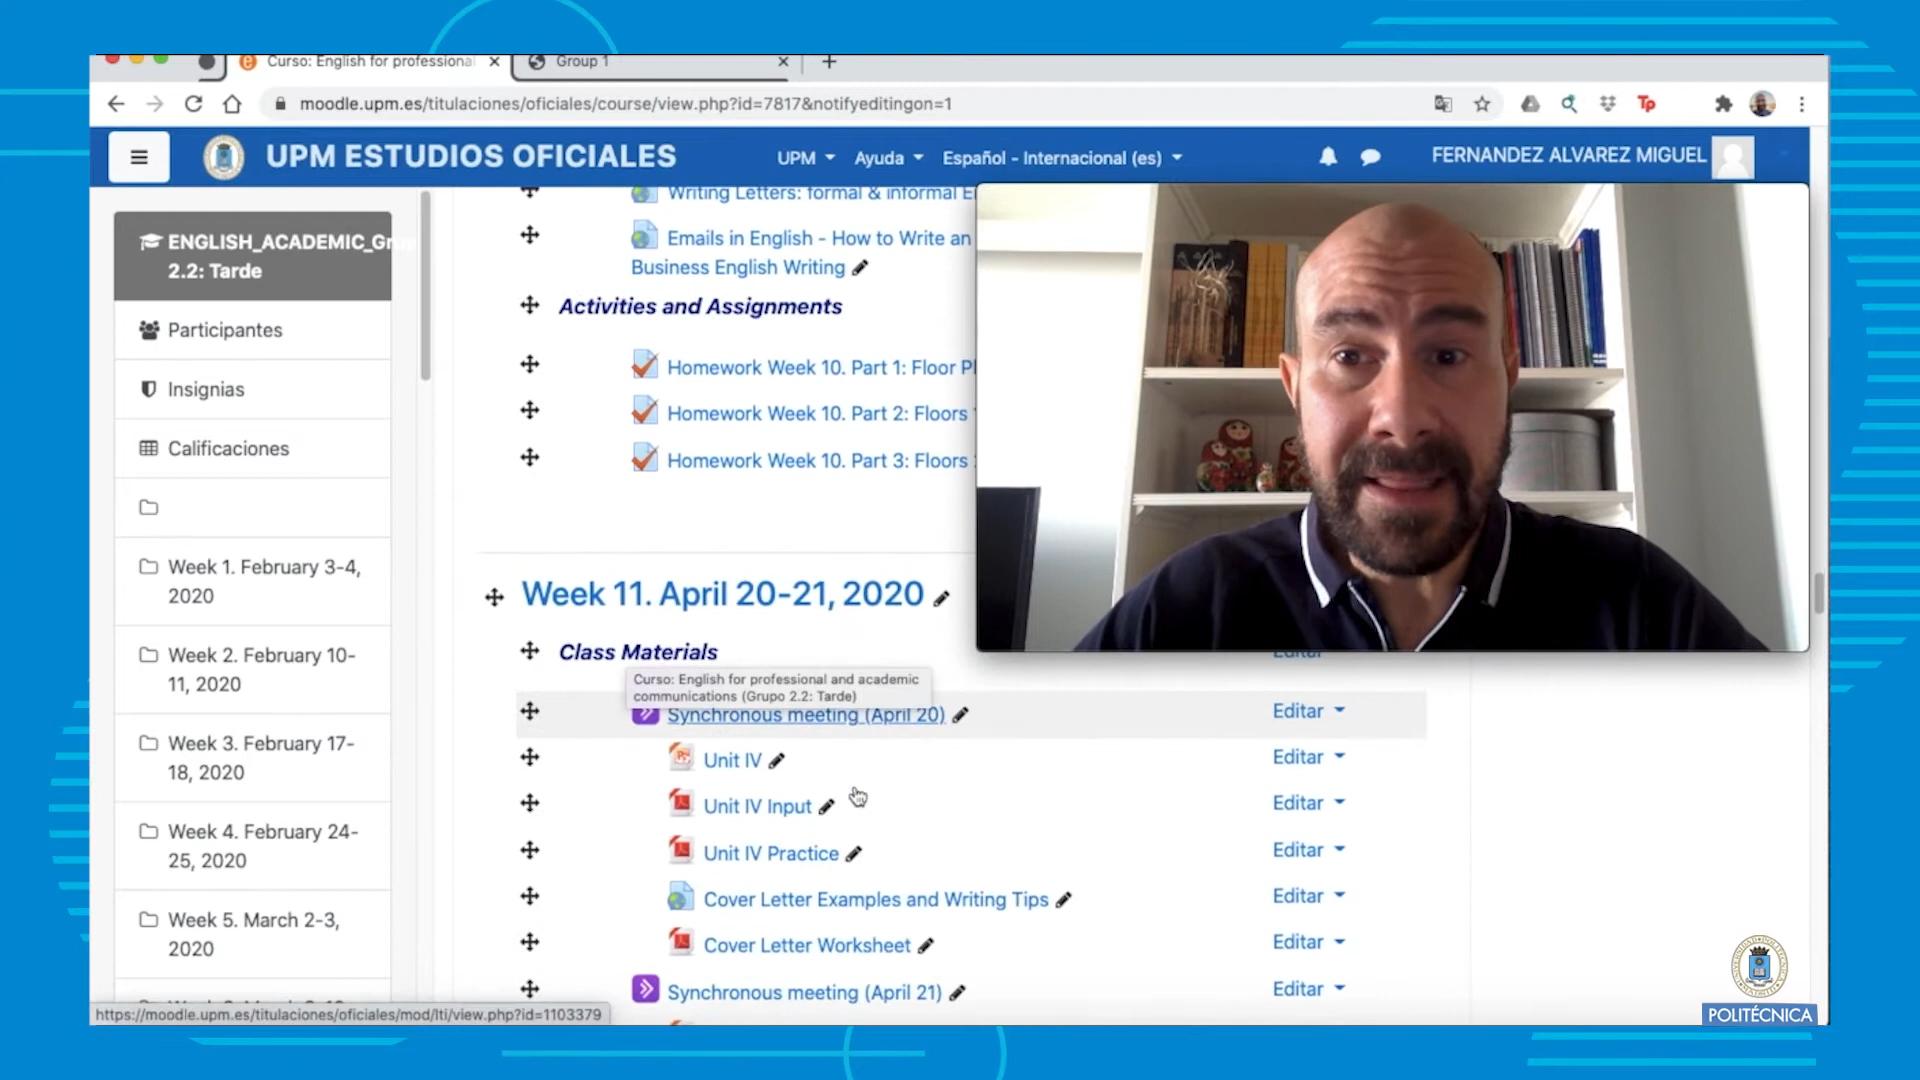 Curso: English for professional
Group 1
moodle.upm.es/titulaciones/oficiales/course/view.php?id=7817&notifyeditingon=1
Tp
UPM ESTUDIOS OFICIALES
UPM
Ayuda
Español - Internacional (es)
FERNANDEZ ALVAREZ MIGUEL
ENGLISH_ACADEMIC_Gru
2.2: Tarde
Participantes
Insignias
Calificaciones
Week 1. February 3-4,
2020
Week 2. February 10-
11, 2020
Week 3. February 17-
18, 2020
Week 4. February 24-
25, 2020
Week 5. March 2-3,
2020
https://moodle.upm.es/titulaciones/oficiales/mod/lti/view.php?id=1103379
Writing Letters: formal & informal E
Emails in English - How to Write an
Business English Writing
Activities and Assignments
Homework Week 10. Part 1: Floor Pl
Homework Week 10. Part 2: Floors
Homework Week 10. Part 3: Floors
Week 11. April 20-21, 2020
Class Materials
Editar
Curso: English for professional and academic
communications (Grupo 2.2: Tarde)
Synchronous meeting (April 20)
Editar
Unit IV
Editar
Unit IV Input
Editar
Unit IV Practice
Editar
Cover Letter Examples and Writing Tips
Editar
Cover Letter Worksheet
Editar
Synchronous meeting (April 21)
Editar
POLITÉCNICA